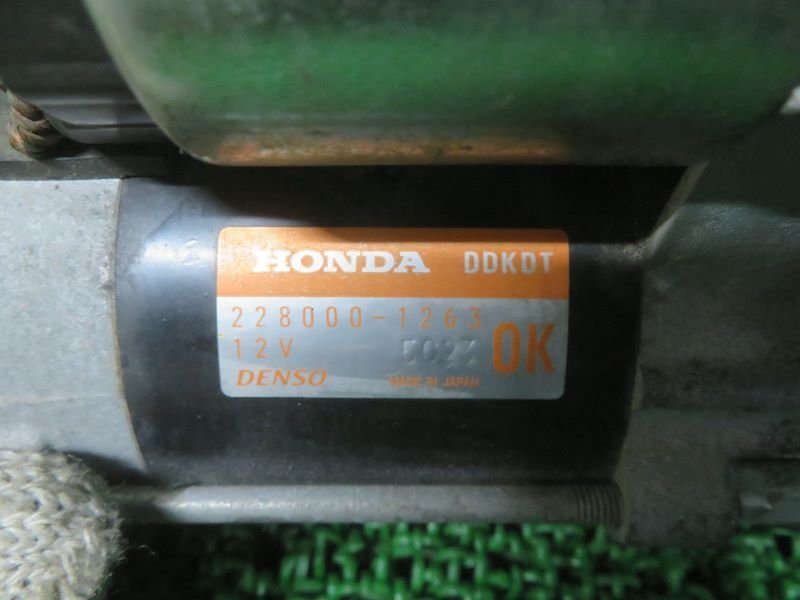 HONDA DDKDT
228000-1263
12V OK
DENSO MADE IN JAPAN